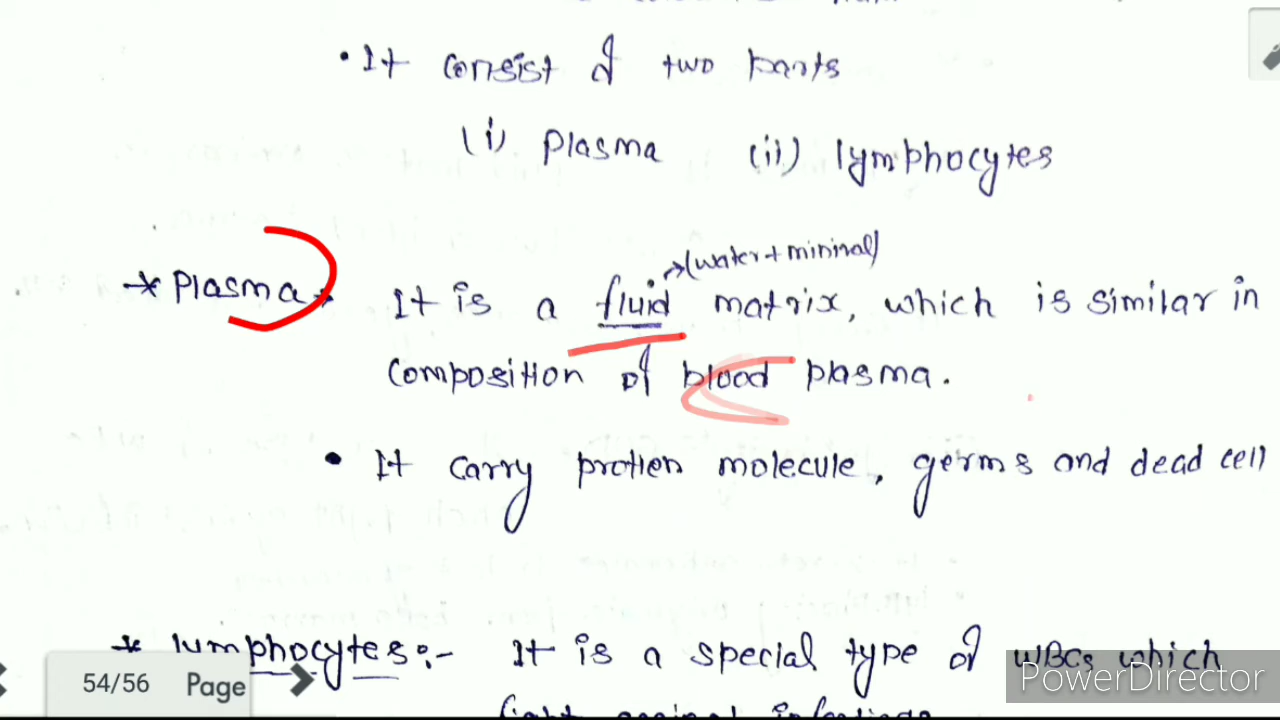 • It consist of two parts
(i) Plasma (ii) lymphocytes
(water + mininal)
* Plasma It is a fluid matrix, which is similar in
composition of blood plasma.
• It carry protien molecule, germs and dead cell
* lymphocytes:- It is a special type of WBCs which
54/56 Page
PowerDirector